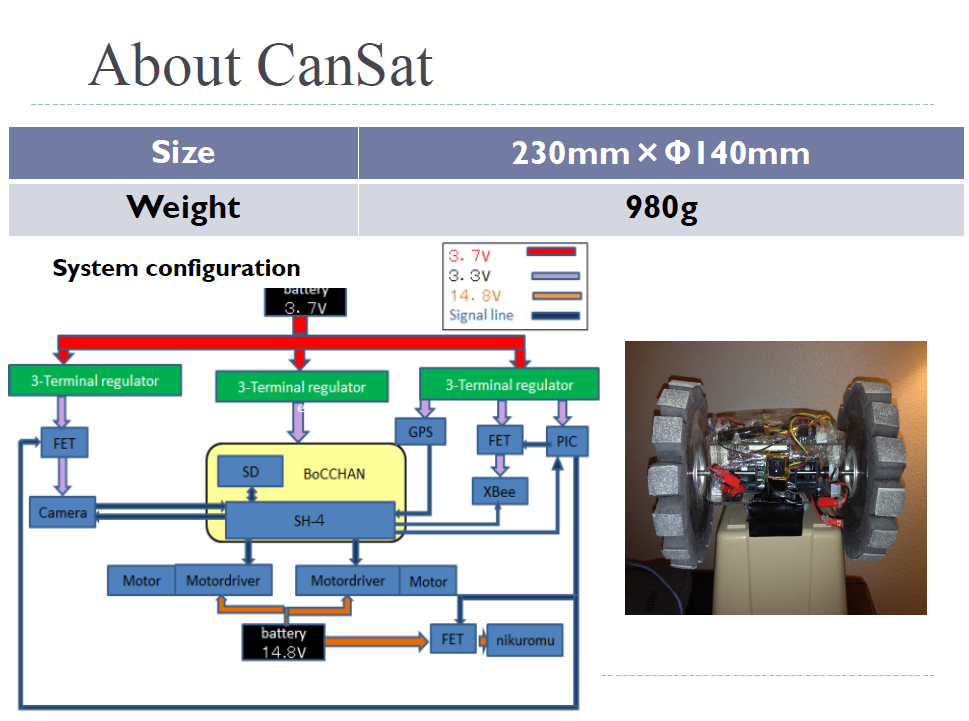 About CanSat
Size
230mm×Φ140mm
Weight
980g
System configuration
3.7V
3.3V
14.8V
Signal line
battery
3.7V
3-Terminal regulator
3-Terminal regulator
e
3-Terminal regulator
FET
GPS
FET
PIC
SD
BoCCHAN
XBee
Camera
SH-4
Motor
Motordriver
Motordriver
Motor
battery
14.8V
FET
nikuromu